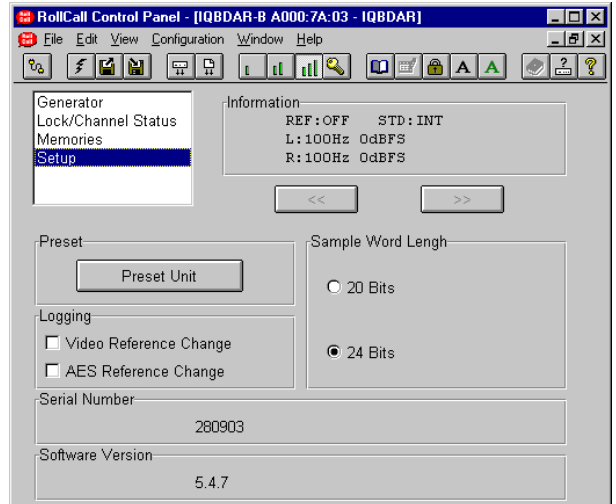 RollCall Control Panel - [IQBDAR-B A000:7A:03 - IQBDAR]
File Edit View Configuration Window Help
A A
Generator
Lock/Channel Status
Memories
Setup
Information
REF:OFF STD:INT
L:100Hz 0dBFS
R:100Hz 0dBFS
<< >>
Preset
Preset Unit
Sample Word Lengh
20 Bits
24 Bits
Logging
Video Reference Change
AES Reference Change
Serial Number
280903
Software Version
5.4.7